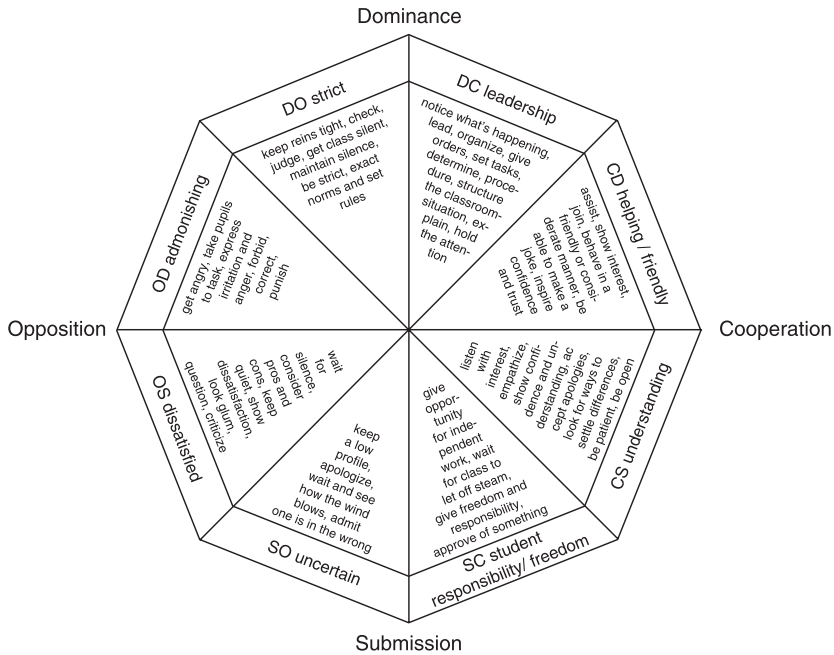 Dominance
DC leadership
notice what's happening,
lead, organize, give
orders, set tasks,
determine, proce-
dure, structure
the classroom-
situation, ex-
plain, hold
the atten-
tion
CD helping / friendly
assist, show interest,
join, behave in a
friendly or consi-
derate manner, be
able to make a
joke, inspire
confidence
and trust
Cooperation
CS understanding
listen
with
interest,
empathize,
show confi-
dence and un-
derstanding, ac
cept apologies,
look for ways to
settle differences,
be patient, be open
SC student
responsibility/ freedom
give
oppor-
tunity
for inde-
pendent
work, wait
for class to
let off steam,
give freedom and
responsibility,
approve of something
Submission
SO uncertain
keep
a low
profile,
apologize,
wait and see
how the wind
blows, admit
one is in the wrong
OS dissatisfied
wait
for
silence,
consider
pros and
cons, keep
quiet, show
dissatisfaction,
look glum,
question, criticize
Opposition
OD admonishing
get angry, take pupils
to task, express
irritation and
anger, forbid,
correct,
punish
DO strict
keep reins tight, check,
judge, get class silent,
maintain silence,
be strict, exact
norms and set
rules